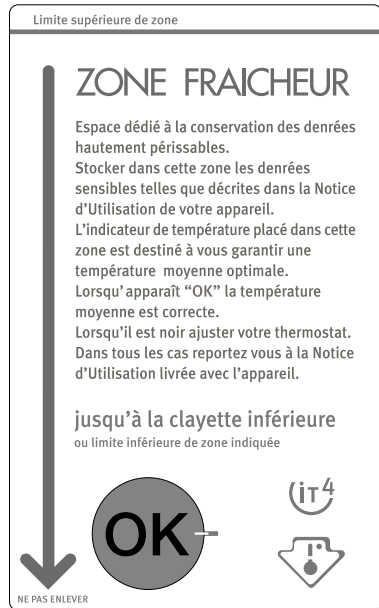 Limite supérieure de zone
ZONE FRAICHEUR
Espace dédié à la conservation des denrées
hautement périssables.
Stocker dans cette zone les denrées
sensibles telles que décrites dans la Notice
d'Utilisation de votre appareil.
L'indicateur de température placé dans cette
zone est destiné à vous garantir une
température moyenne optimale.
Lorsqu'apparaît “OK” la température
moyenne est correcte.
Lorsqu'il est noir ajuster votre thermostat.
Dans tous les cas reportez vous à la Notice
d'Utilisation livrée avec l'appareil.
jusqu'à la clayette inférieure
ou limite inférieure de zone indiquée
OK
iT4
NE PAS ENLEVER